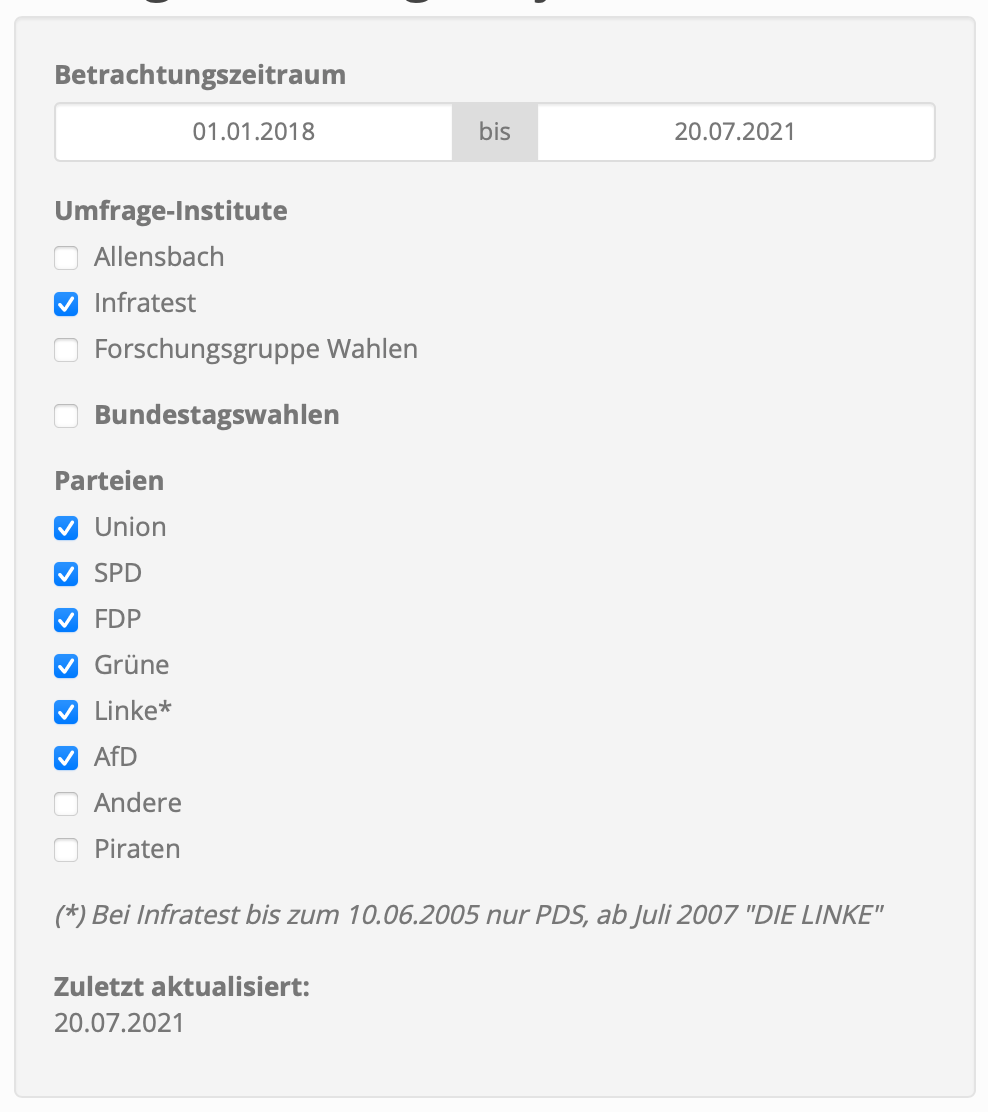 Betrachtungszeitraum
01.01.2018 bis 20.07.2021
Umfrage-Institute
Allensbach
Infratest
Forschungsgruppe Wahlen
Bundestagswahlen
Parteien
Union
SPD
FDP
Grüne
Linke*
AfD
Andere
Piraten
(*) Bei Infratest bis zum 10.06.2005 nur PDS, ab Juli 2007 "DIE LINKE"
Zuletzt aktualisiert:
20.07.2021